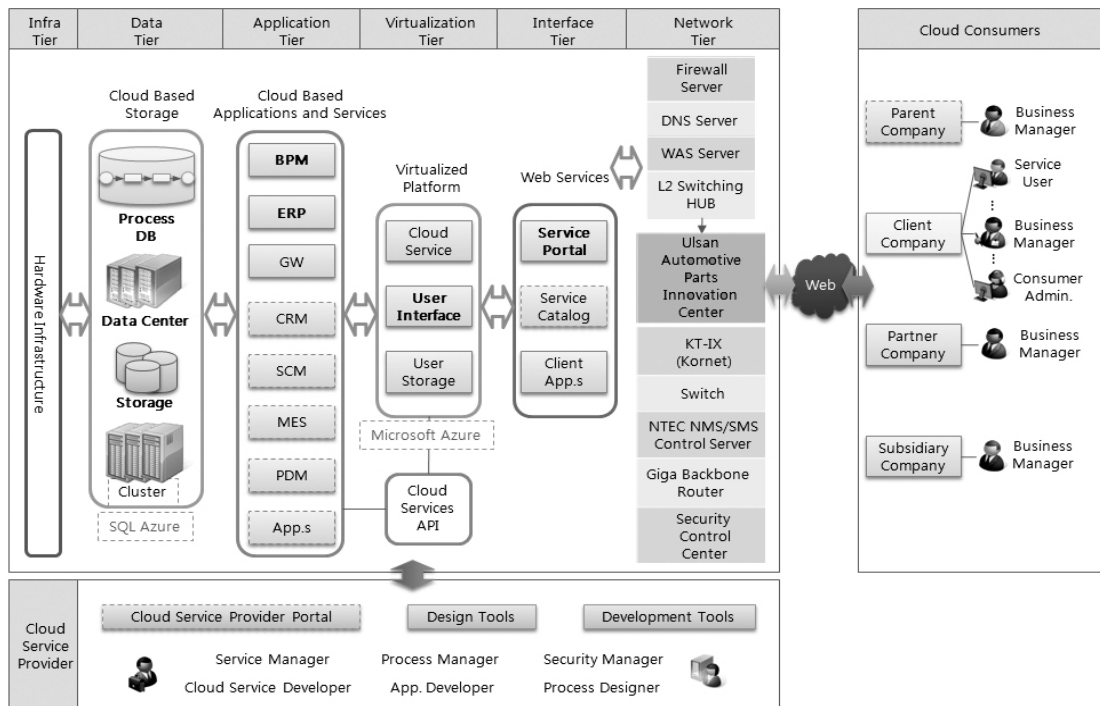 Infra
Tier
Data
Tier
Application
Tier
Virtualization
Tier
Interface
Tier
Network
Tier
Cloud Consumers
Hardware Infrastructure
Cloud Based
Storage
Process
DB
Data Center
Storage
Cluster
SQL Azure
Cloud Based
Applications and Services
BPM
ERP
GW
CRM
SCM
MES
PDM
App.s
Virtualized
Platform
Cloud
Service
User
Interface
User
Storage
Microsoft Azure
Cloud
Services
API
Web Services
Service
Portal
Service
Catalog
Client
App.s
Firewall
Server
DNS Server
WAS Server
L2 Switching
HUB
Ulsan
Automotive
Parts
Innovation
Center
KT-IX
(Kornet)
Switch
NTEC NMS/SMS
Control Server
Giga Backbone
Router
Security
Control
Center
Web
Parent
Company
Business
Manager
Client
Company
Service
User
Business
Manager
Consumer
Admin.
Partner
Company
Business
Manager
Subsidiary
Company
Business
Manager
Cloud
Service
Provider
Cloud Service Provider Portal
Design Tools
Development Tools
Service Manager
Process Manager
Security Manager
Cloud Service Developer
App. Developer
Process Designer